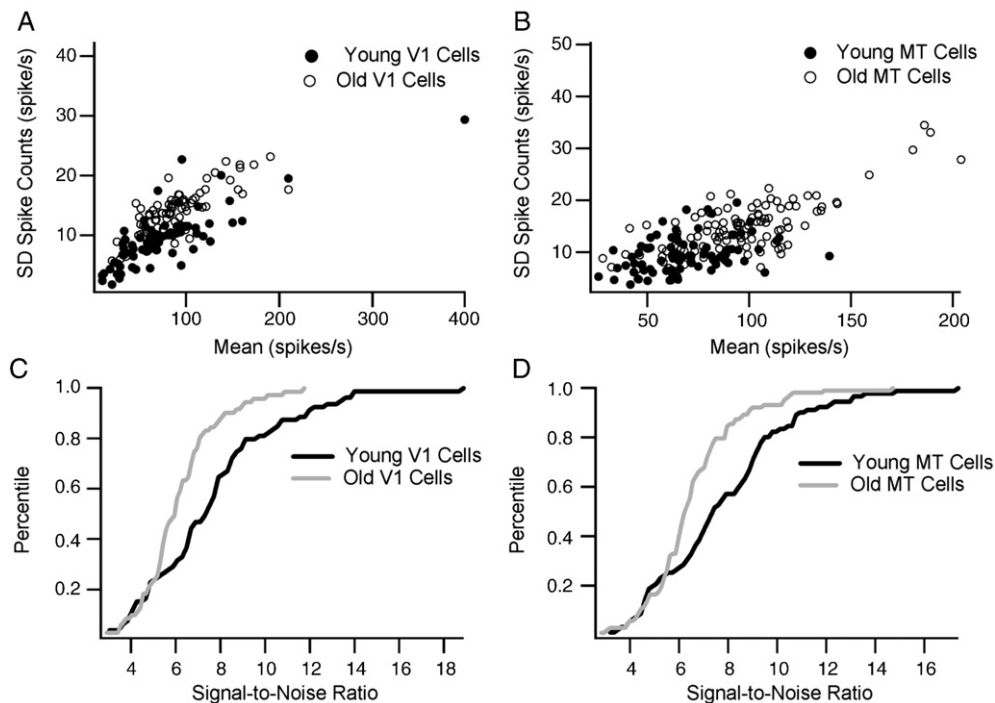 A
SD Spike Counts (spike/s)
40
30
20
10
Young V1 Cells
Old V1 Cells
100
200
300
400
Mean (spikes/s)
B
SD Spike Counts (spike/s)
50
40
30
20
10
Young MT Cells
Old MT Cells
50
100
150
200
Mean (spikes/s)
C
Percentile
1.0
0.8
0.6
0.4
0.2
Young V1 Cells
Old V1 Cells
4
6
8
10
12
14
16
18
Signal-to-Noise Ratio
D
Percentile
1.0
0.8
0.6
0.4
0.2
Young MT Cells
Old MT Cells
4
6
8
10
12
14
16
Signal-to-Noise Ratio